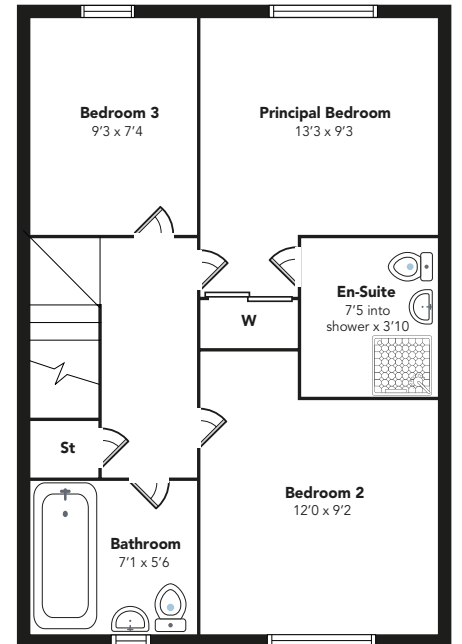 Bedroom 3
9’3 x 7’4
Principal Bedroom
13’3 x 9’3
En-Suite
7’5 into
shower x 3’10
W
St
Bedroom 2
12’0 x 9’2
Bathroom
7’1 x 5’6